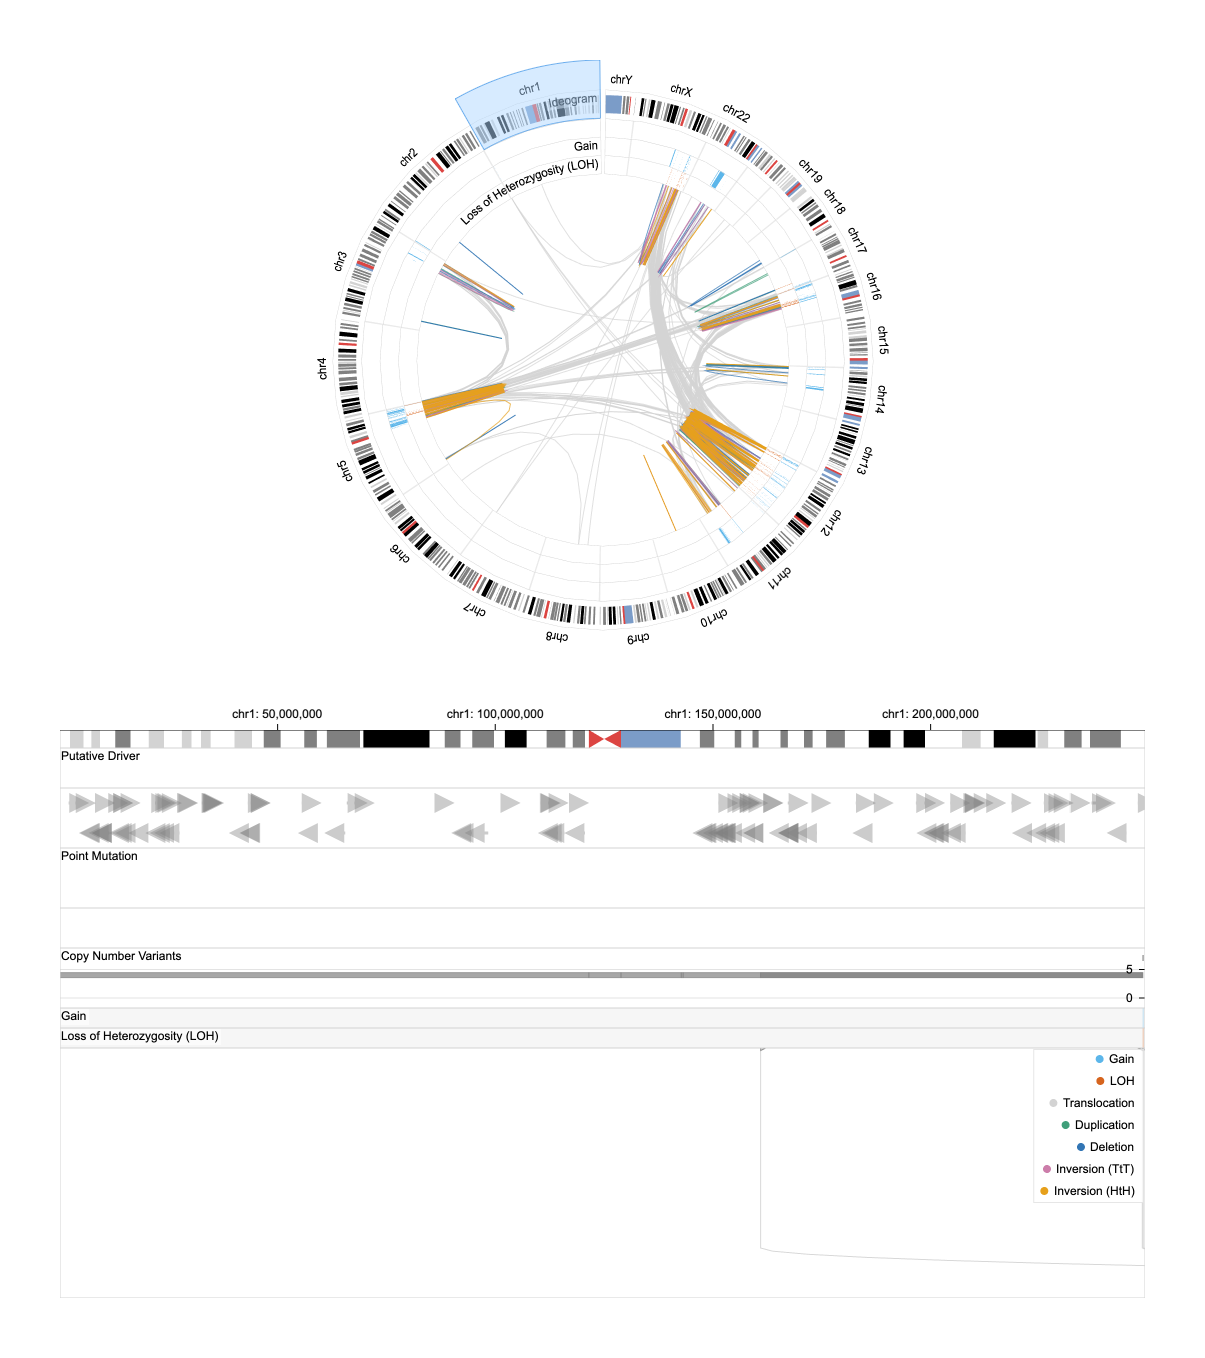 chr1
Ideogram
Gain
Loss of Heterozygosity (LOH)
chrY
chrX
chr22
chr19
chr18
chr17
chr16
chr15
chr14
chr13
chr12
chr11
chr10
chr9
chr8
chr7
chr6
chr5
chr4
chr3
chr2
chr1: 50,000,000
chr1: 100,000,000
chr1: 150,000,000
chr1: 200,000,000
Putative Driver
Point Mutation
Copy Number Variants
5
0
Gain
Loss of Heterozygosity (LOH)
Gain
LOH
Translocation
Duplication
Deletion
Inversion (TtT)
Inversion (HtH)